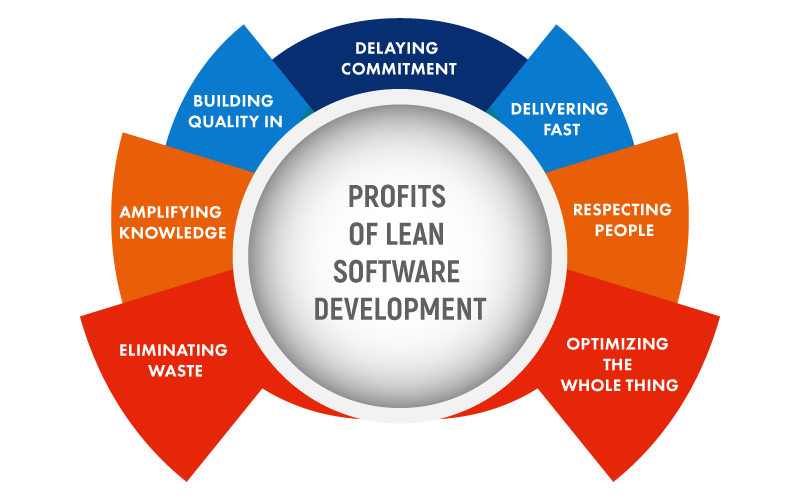 DELAYING
COMMITMENT
BUILDING
QUALITY IN
DELIVERING
FAST
AMPLIFYING
KNOWLEDGE
PROFITS
OF LEAN
SOFTWARE
DEVELOPMENT
RESPECTING
PEOPLE
ELIMINATING
WASTE
OPTIMIZING
THE
WHOLE THING